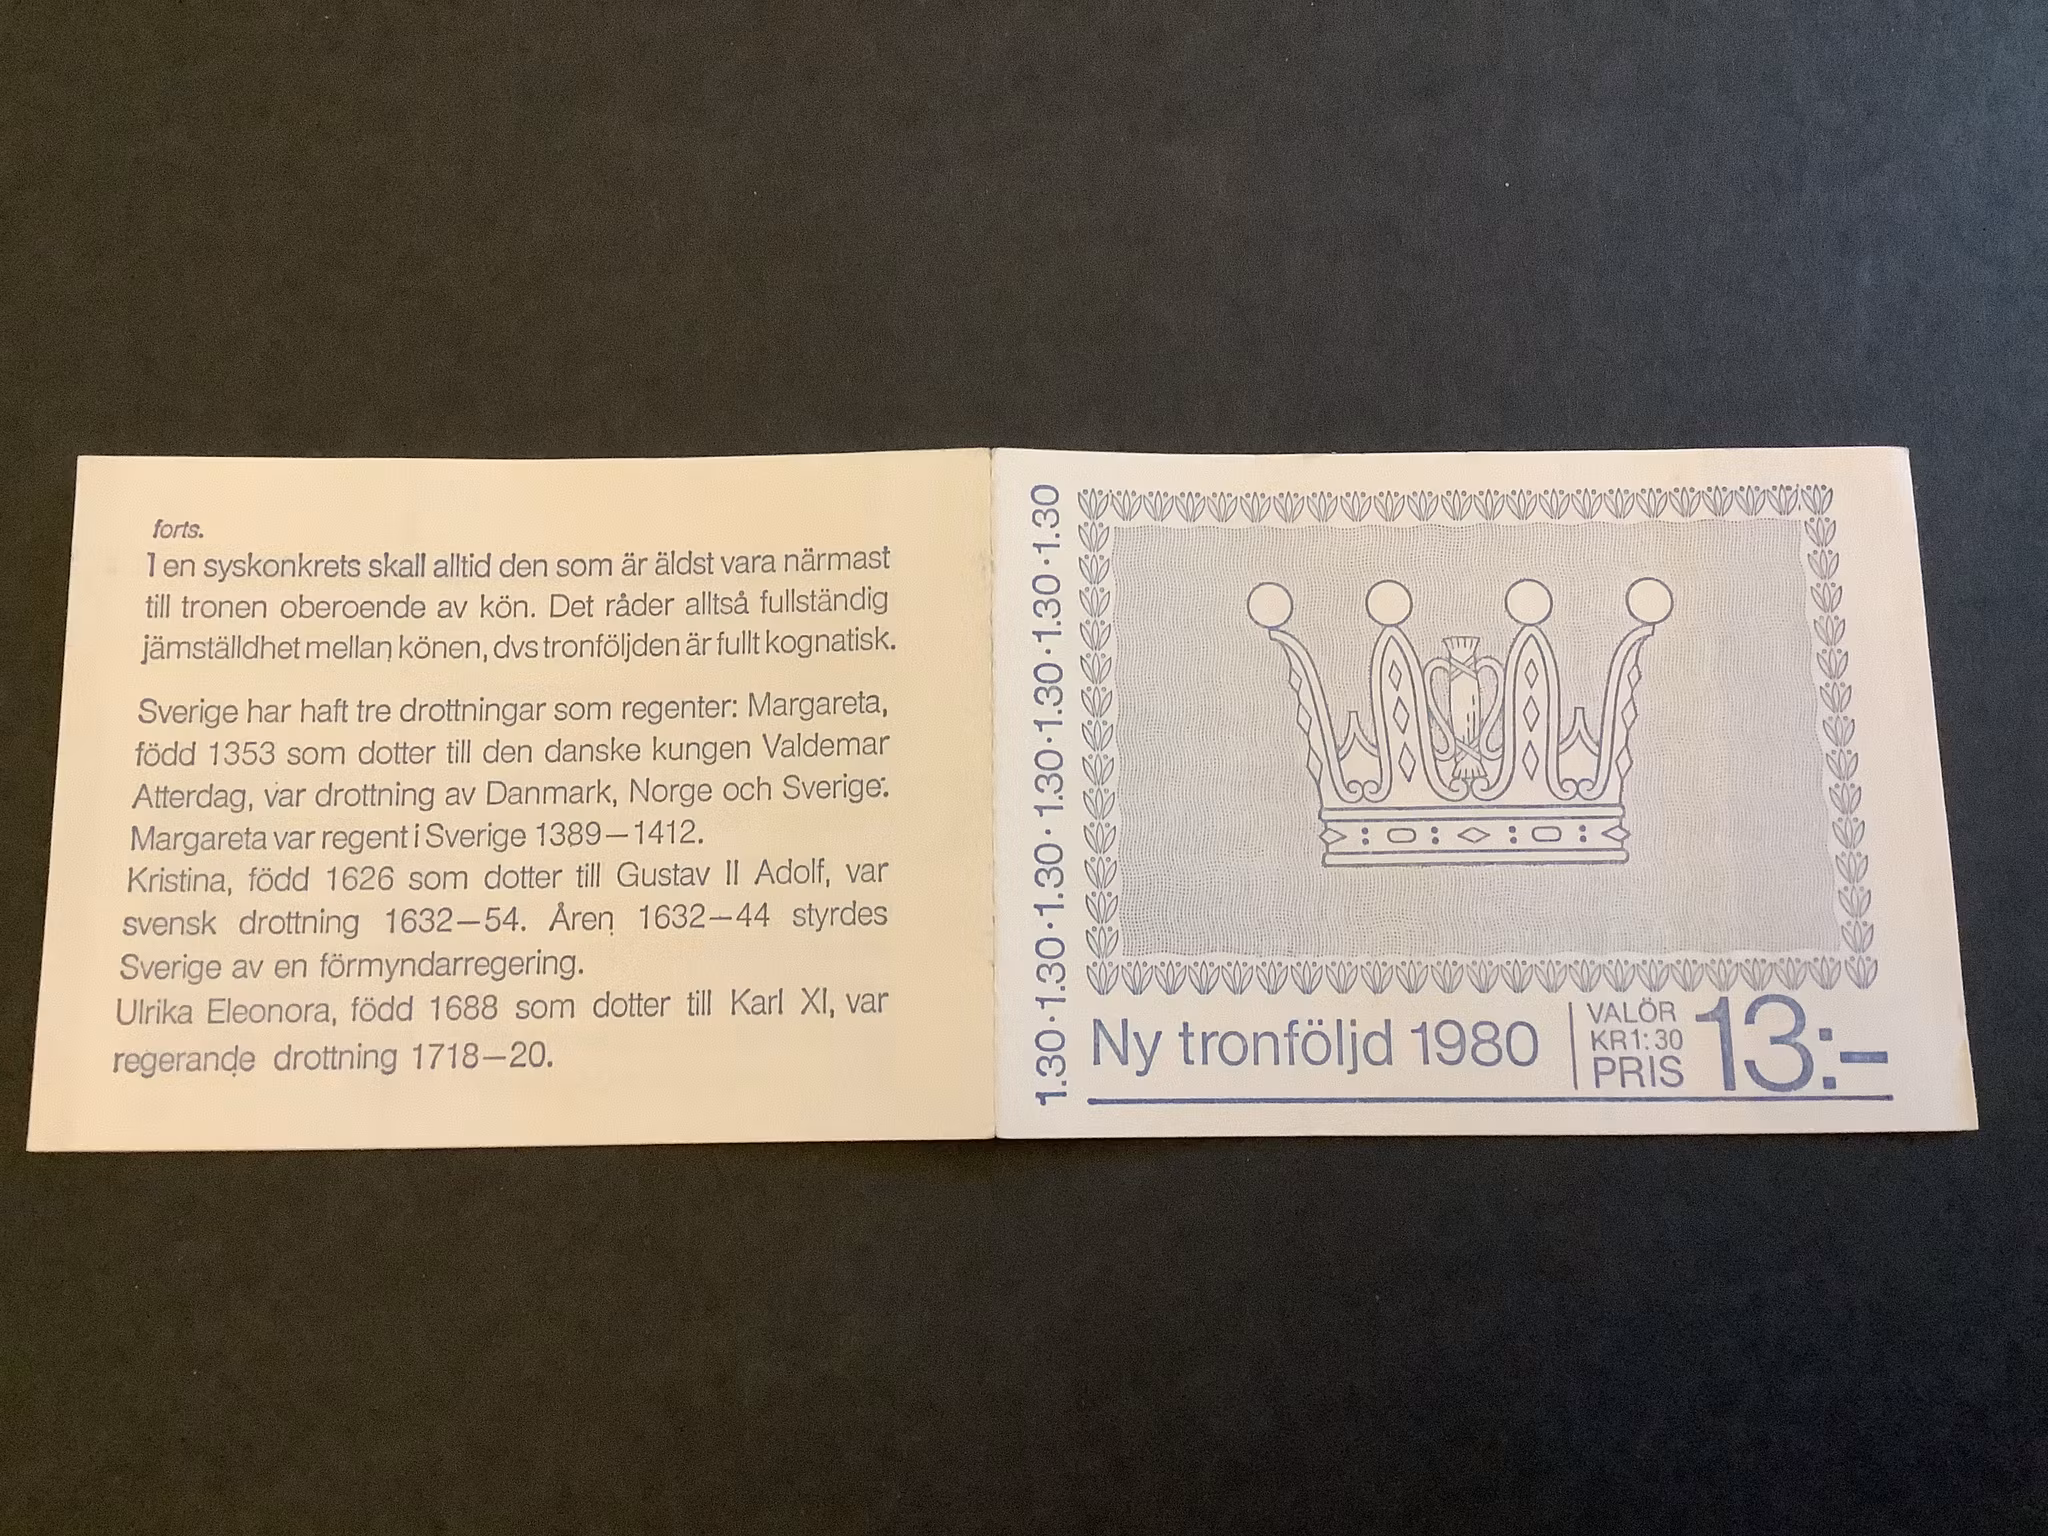 forts.
I en syskonkrets skall alltid den som är äldst vara närmast
till tronen oberoende av kön. Det råder alltså fullständig
jämställdhet mellan könen, dvs tronföljden är fullt kognatisk.
Sverige har haft tre drottningar som regenter: Margareta,
född 1353 som dotter till den danske kungen Valdemar
Atterdag, var drottning av Danmark, Norge och Sverige.
Margareta var regent i Sverige 1389–1412.
Kristina, född 1626 som dotter till Gustav II Adolf, var
svensk drottning 1632–54. Åren 1632–44 styrdes
Sverige av en förmyndarregering.
Ulrika Eleonora, född 1688 som dotter till Karl XI, var
regerande drottning 1718–20.
1.30·1.30·1.30·1.30·1.30·1.30·1.30
Ny tronföljd 1980
VALÖR
KR 1:30
PRIS 13:–